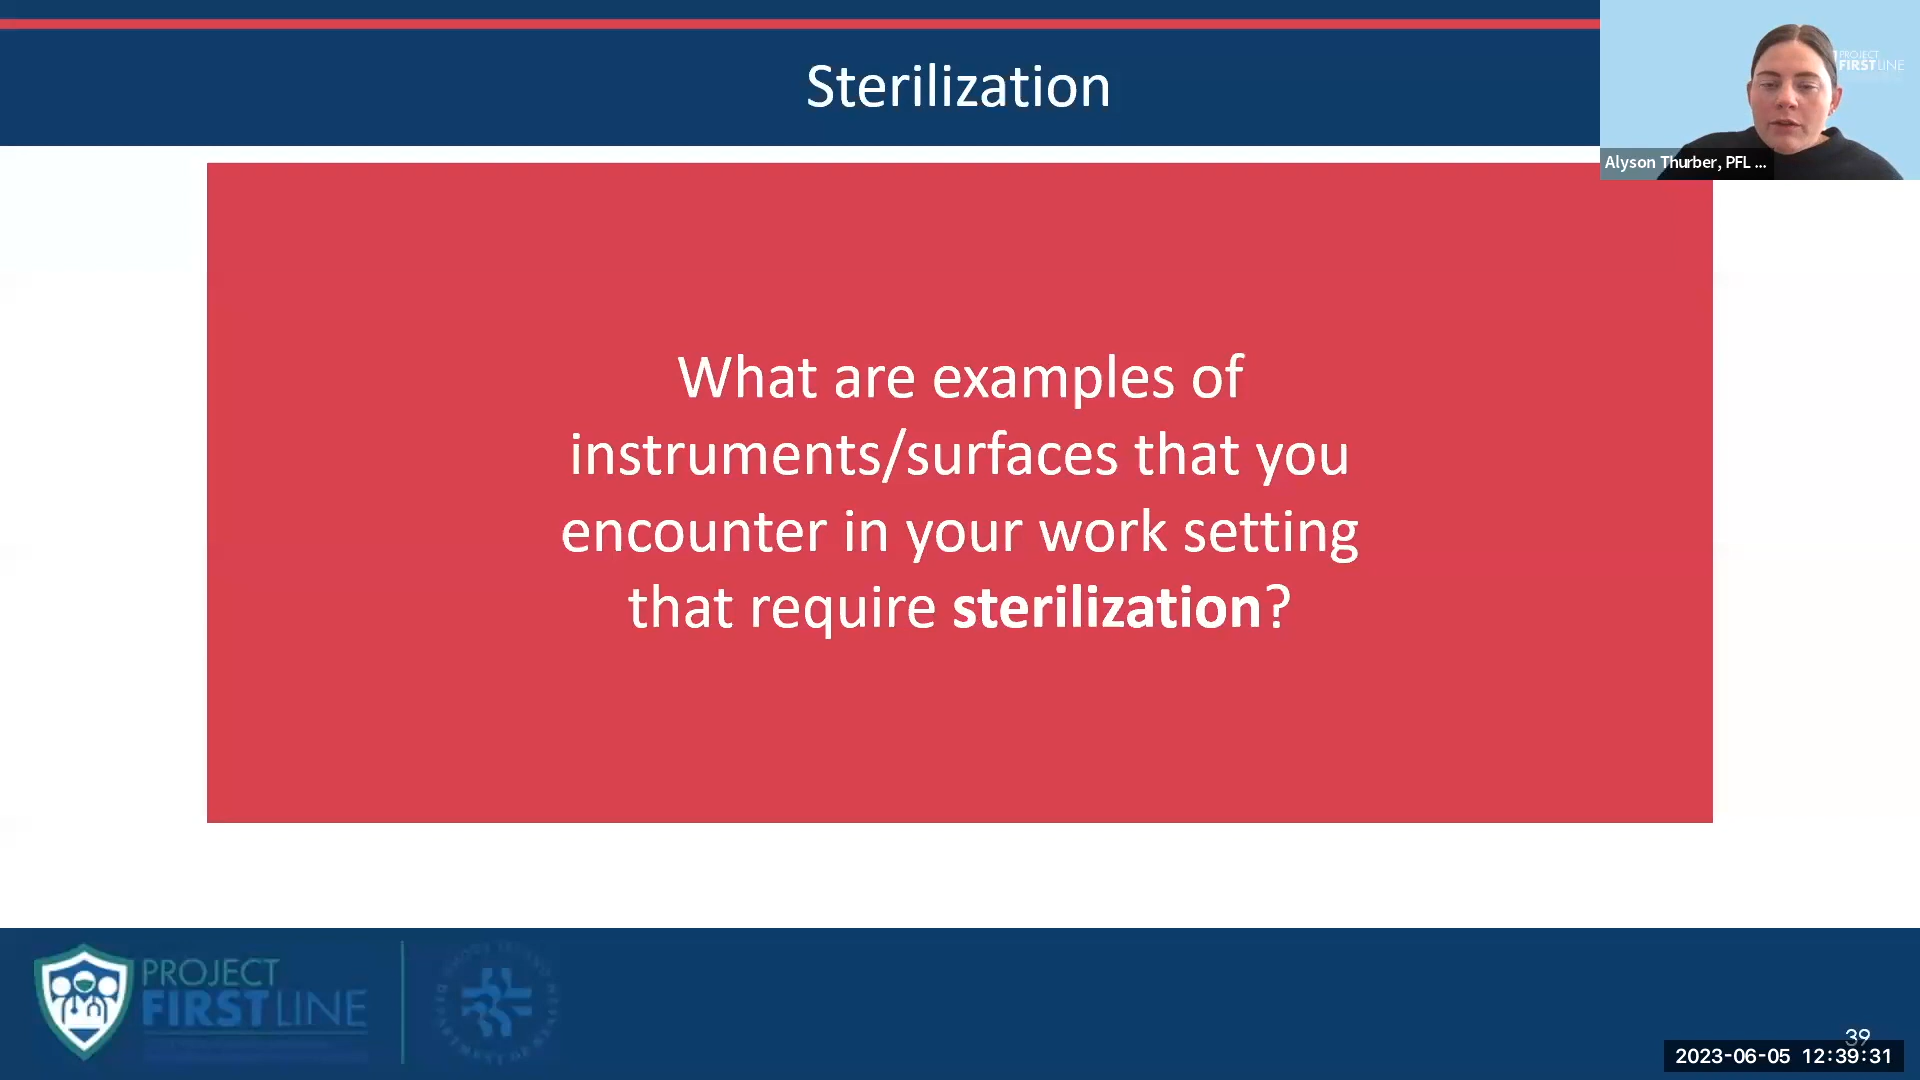 Sterilization
PROJECT
FIRSTLINE
Alyson Thurber, PFL ...
What are examples of
instruments/surfaces that you
encounter in your work setting
that require sterilization?
PROJECT
FIRSTLINE
39
2023-06-05 12:39:31